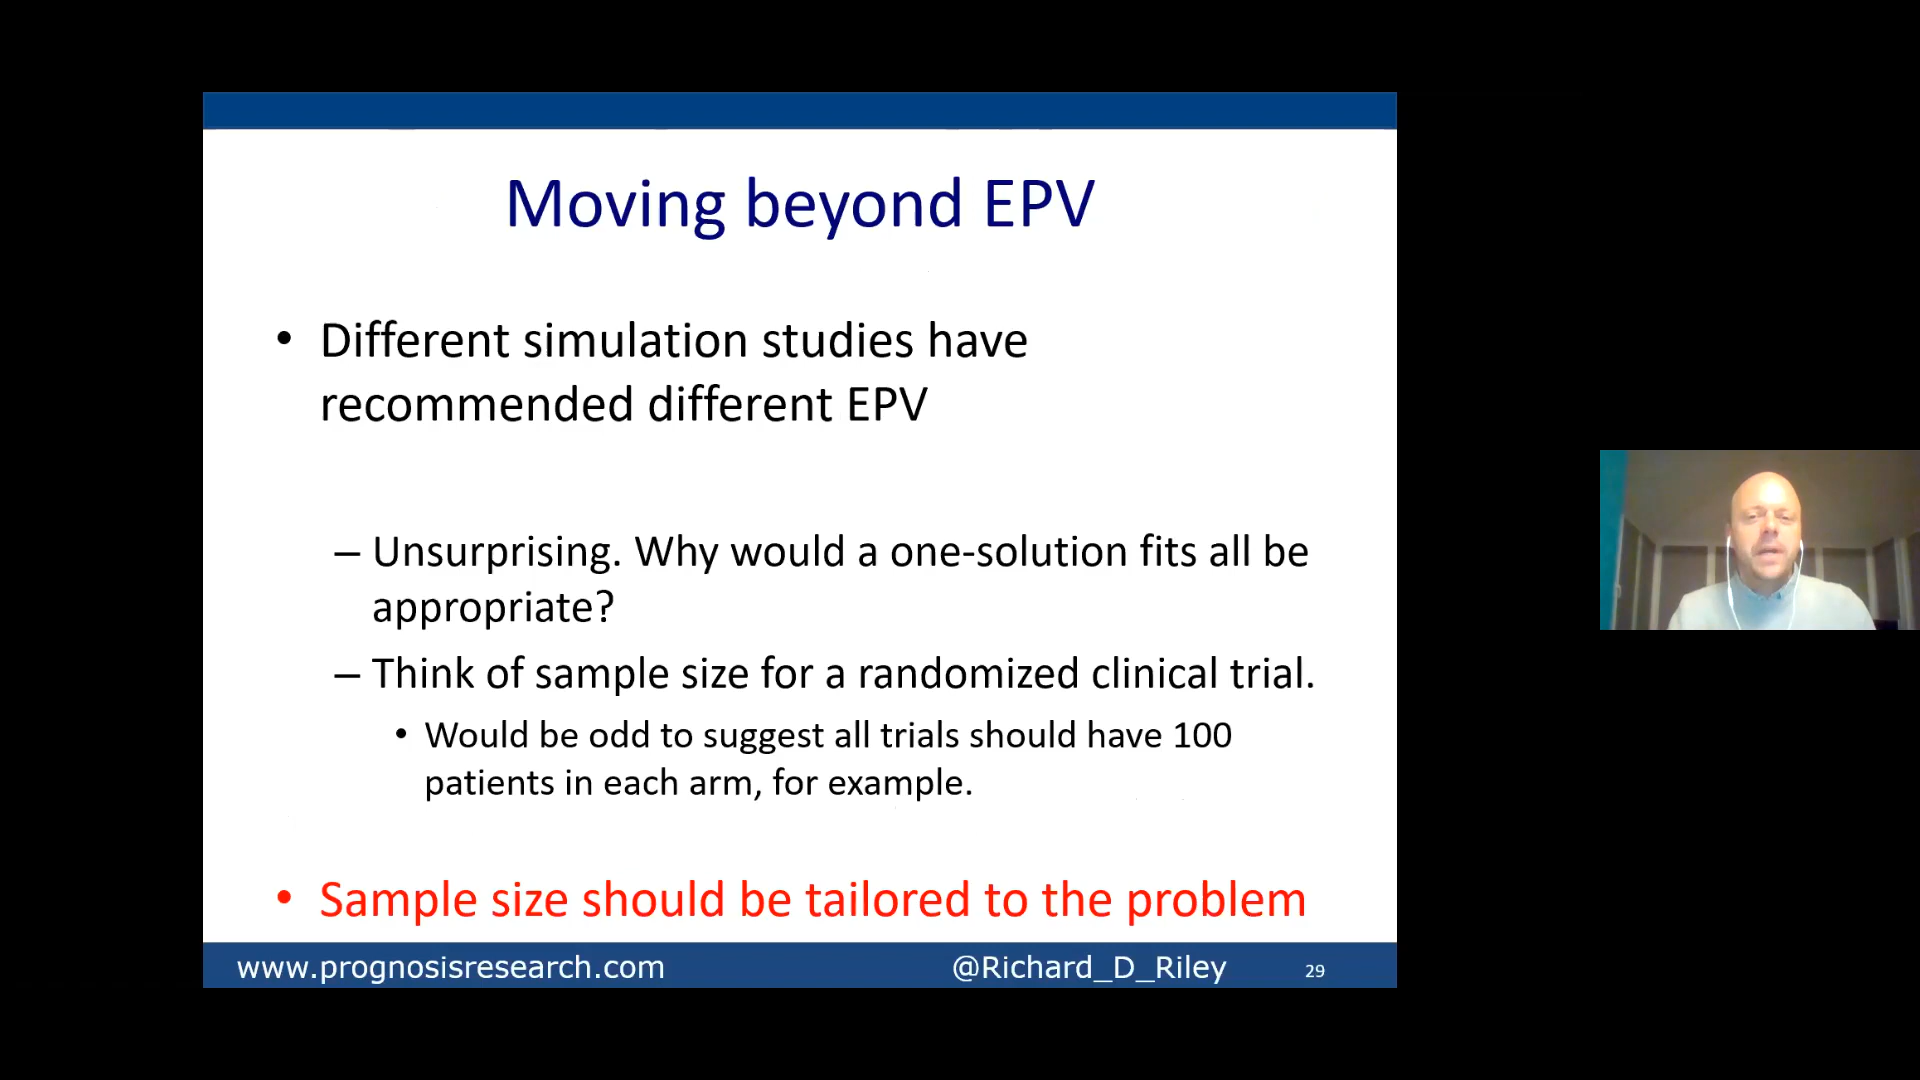 Moving beyond EPV
• Different simulation studies have
recommended different EPV
– Unsurprising. Why would a one-solution fits all be
appropriate?
– Think of sample size for a randomized clinical trial.
• Would be odd to suggest all trials should have 100
patients in each arm, for example.
• Sample size should be tailored to the problem
www.prognosisresearch.com @Richard_D_Riley 29